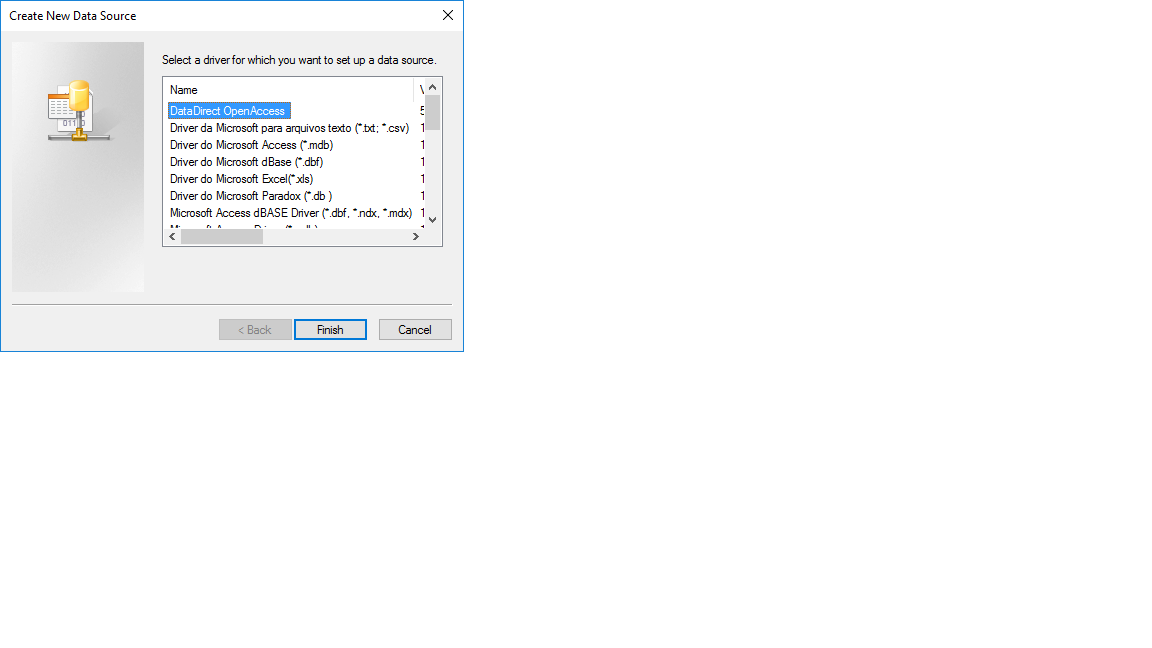 Create New Data Source
Select a driver for which you want to set up a data source.
Name
DataDirect OpenAccess 5
Driver da Microsoft para arquivos texto (*.txt; *.csv) 1
Driver do Microsoft Access (*.mdb) 1
Driver do Microsoft dBase (*.dbf) 1
Driver do Microsoft Excel(*.xls) 1
Driver do Microsoft Paradox (*.db ) 1
Microsoft Access dBASE Driver (*.dbf, *.ndx, *.mdx) 1
< Back
Finish
Cancel